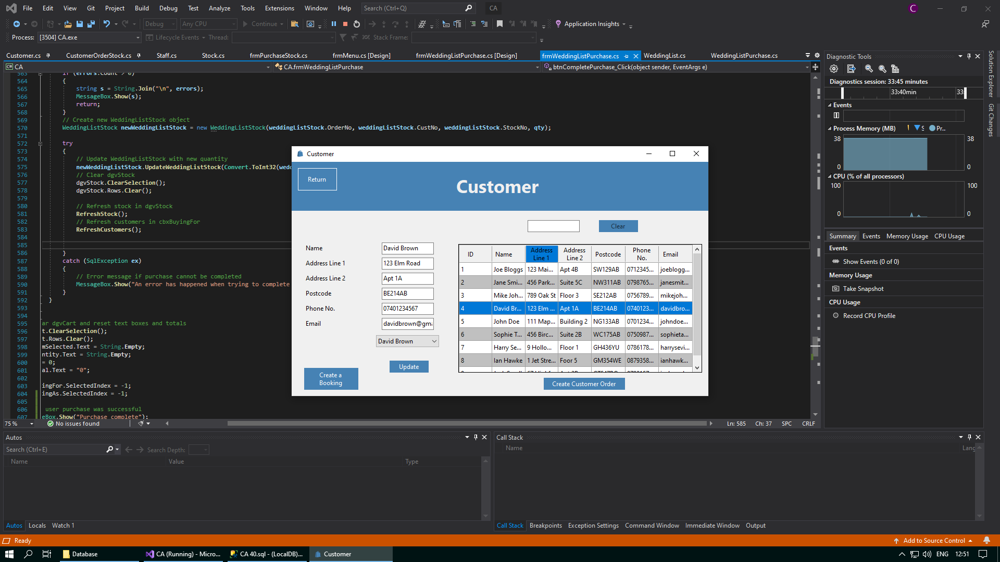 File Edit View Git Project Build Debug Test Analyze Tools Extensions Window Help Search (Ctrl+Q) CA C
Debug Any CPU Continue Application Insights
Process: [3504] CA.exe Lifecycle Events Thread: Stack Frame:
Customer.cs CustomerOrderStock.cs Staff.cs Stock.cs frmPurchaseStock.cs frmMenu.cs [Design] frmWeddingListPurchase.cs [Design] frmWeddingListPurchase.cs WeddingList.cs WeddingListPurchase.cs
CA CA.frmWeddingListPurchase btnCompletePurchase_Click(object sender, EventArgs e)
563 if (errors.Count > 0)
564 {
565 string s = String.Join("\n", errors);
566 MessageBox.Show(s);
567 return;
568 }
569 // Create new WeddingListStock object
570 WeddingListStock newWeddingListStock = new WeddingListStock(weddingListStock.OrderNo, weddingListStock.CustNo, weddingListStock.StockNo, qty);
571
572 try
573 {
574 // Update WeddingListStock with new quantity
575 newWeddingListStock.UpdateWeddingListStock(Convert.ToInt32(wedd
576 // Clear dgvStock
577 dgvStock.ClearSelection();
578 dgvStock.Rows.Clear();
579
580 // Refresh stock in dgvStock
581 RefreshStock();
582 // Refresh customers in cbxBuyingFor
583 RefreshCustomers();
584
585
586 }
587 catch (SqlException ex)
588 {
589 // Error message if purchase cannot be completed
590 MessageBox.Show("An error has happened when trying to complete
591 }
592 }
593
594
595 ar dgvCart and reset text boxes and totals
596 t.ClearSelection();
597 t.Rows.Clear();
598 mSelected.Text = String.Empty;
599 ntity.Text = String.Empty;
600 = 0;
601 al.Text = "0";
602
603 ingFor.SelectedIndex = -1;
604 ingAs.SelectedIndex = -1;
605
606 user purchase was successful
607 eBox.Show("Purchase complete");
75 % No issues found Ln: 585 Ch: 37 SPC CRLF
Customer
Return
Customer
Clear
Name David Brown
Address Line 1 123 Elm Road
Address Line 2 Apt 1A
Postcode BE214AB
Phone No. 07401234567
Email davidbrown@gma
David Brown
Update
Create a
Booking
ID Name Address Line 1 Address Line 2 Postcode Phone No. Email
1 Joe Bloggs 123 Mai... Apt 4B SW129AB 0712345... joeblogg...
2 Jane Smi... 456 Park... Suite 5C NW311AB 0798765... janesmit...
3 Mike Joh... 789 Oak St Floor 3 SE212AB 0756789... mikejoh...
4 David Br... 123 Elm ... Apt 1A BE214AB 0740123... davidbro...
5 John Doe 111 Map... Building 2 NG133AB 0701234... johndoe...
6 Sophie T... 456 Birc... Suite 2B WC175AB 0750987... sophieta...
7 Harry Se... 9 Hollo... Floor 1 GH436YU 0786178... harrysevi...
8 Ian Hawke 1 Jet Stre... Foor 5 GM354WE 0879358... ianhawk...
Create Customer Order
Diagnostic Tools
Diagnostics session: 33:45 minutes
33:40min 33:
Events
Process Memory (MB) S Pr...
38 38
0 0
CPU (% of all processors)
100 100
0 0
Summary Events Memory Usage CPU Usage
Events
Show Events (0 of 0)
Memory Usage
Take Snapshot
CPU Usage
Record CPU Profile
Solution Explorer
Git Changes
Autos
Search (Ctrl+E) Search Depth:
Name Value Type
Autos Locals Watch 1
Call Stack
Name Lang
Call Stack Breakpoints Exception Settings Command Window Immediate Window Output
Ready Add to Source Control
Database CA (Running) - Micro... CA 40.sql - (LocalDB)... Customer ENG 12:51